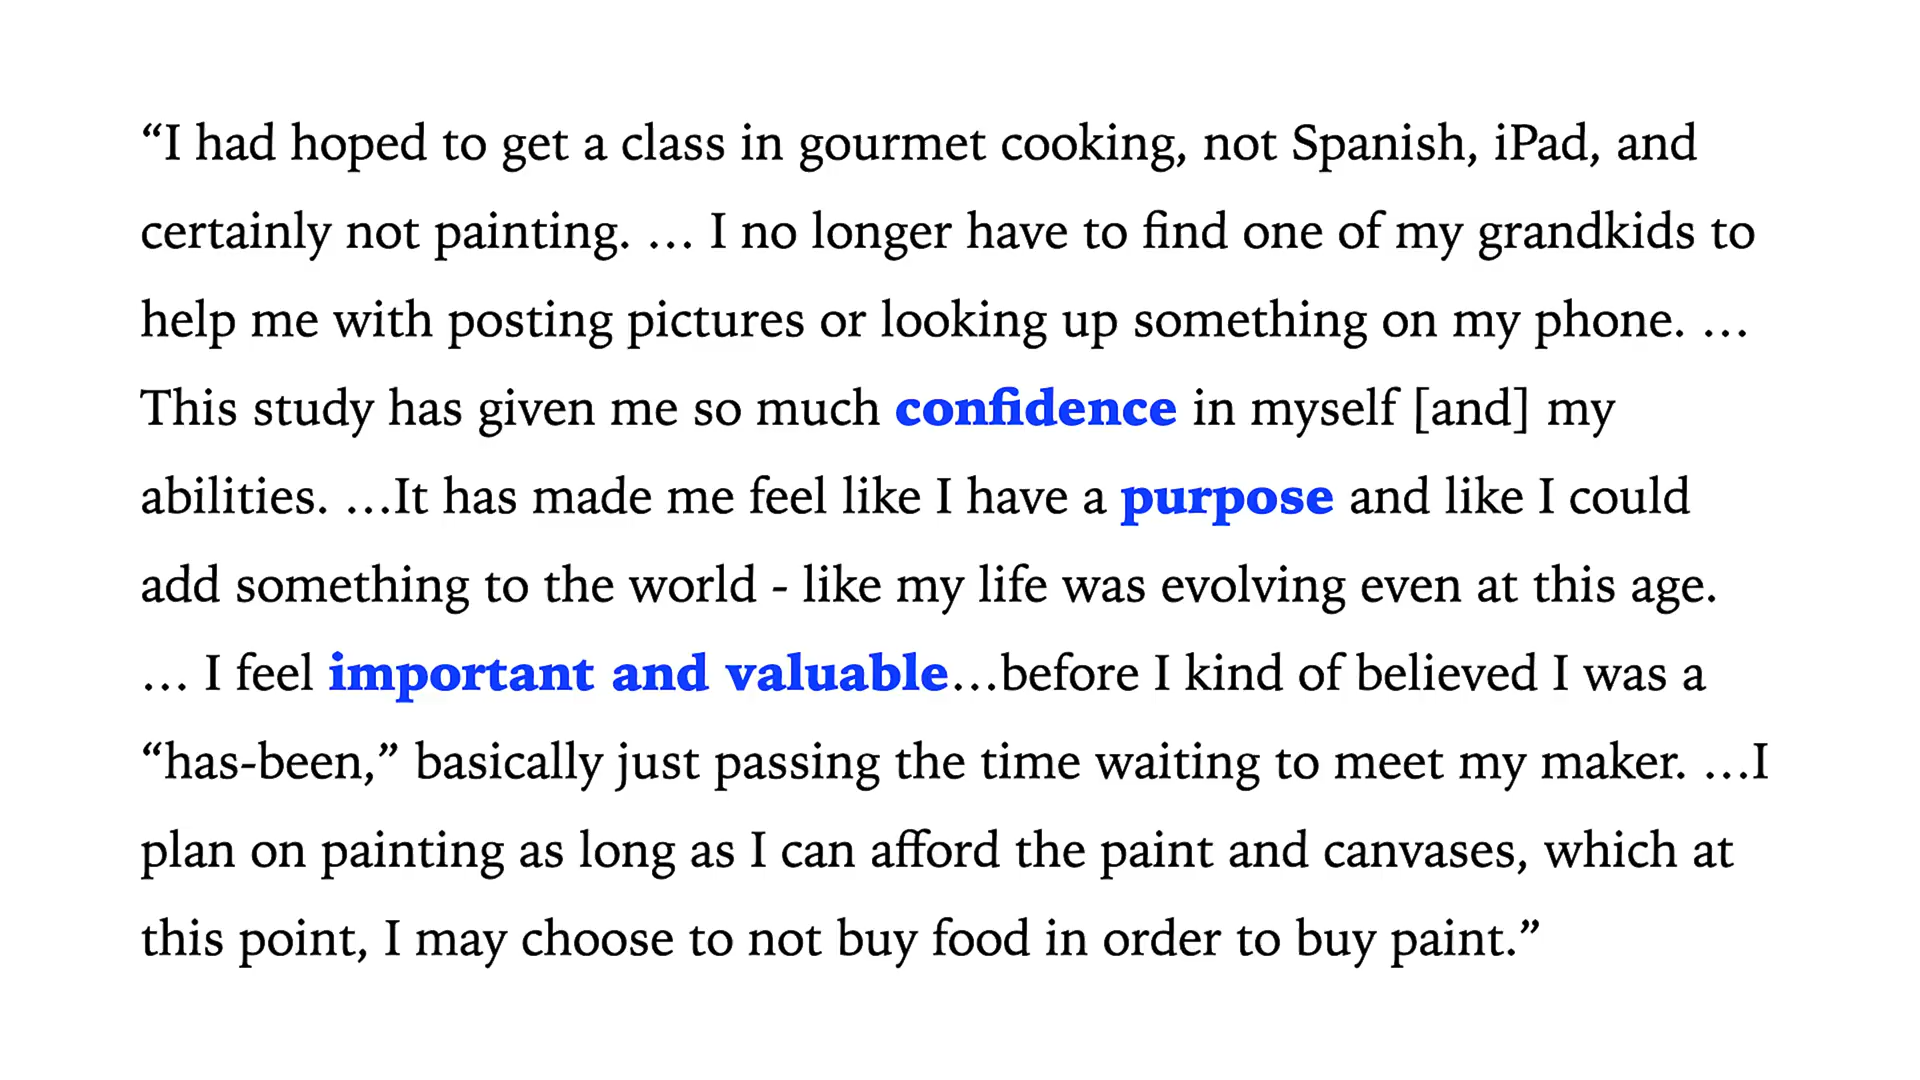 “I had hoped to get a class in gourmet cooking, not Spanish, iPad, and
certainly not painting. … I no longer have to find one of my grandkids to
help me with posting pictures or looking up something on my phone. …
This study has given me so much confidence in myself [and] my
abilities. …It has made me feel like I have a purpose and like I could
add something to the world - like my life was evolving even at this age.
… I feel important and valuable…before I kind of believed I was a
“has-been,” basically just passing the time waiting to meet my maker. …I
plan on painting as long as I can afford the paint and canvases, which at
this point, I may choose to not buy food in order to buy paint.”